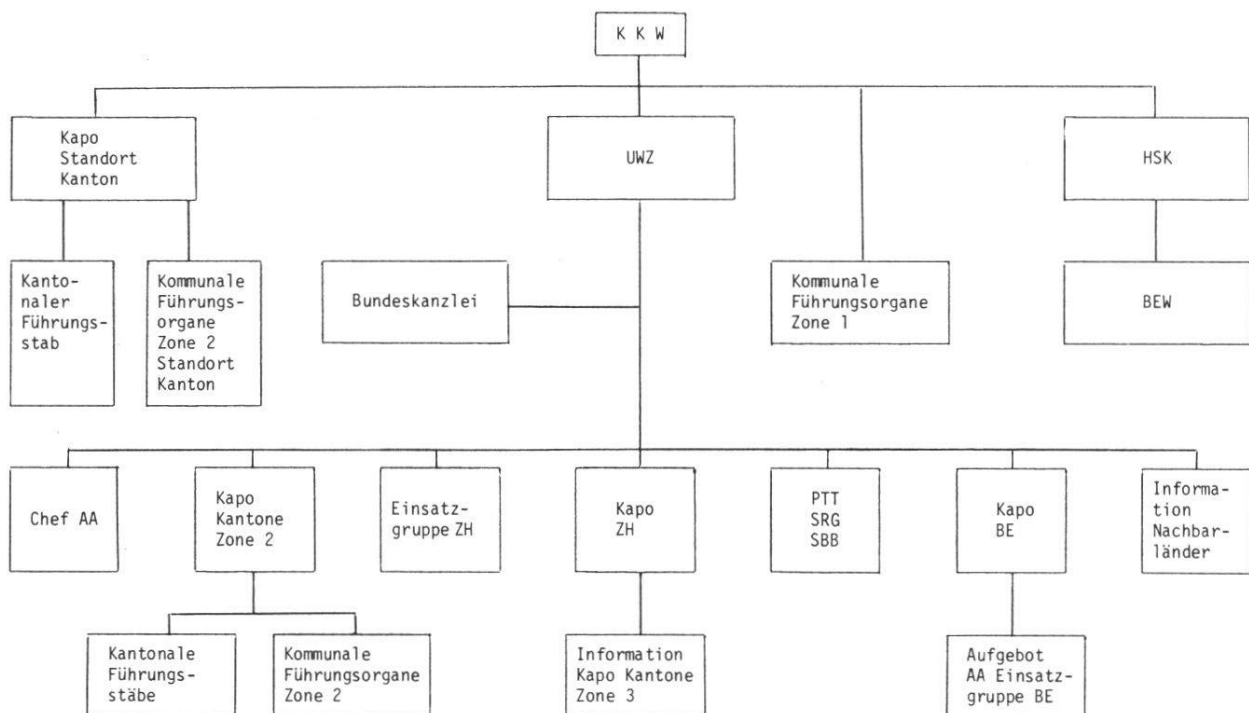 K K W
Kapo
Standort
Kanton
UWZ
HSK
Kanto-
naler
Führungs-
stab
Kommunale
Führungs-
organe
Zone 2
Standort
Kanton
Bundeskanzlei
Kommunale
Führungsorgane
Zone 1
BEW
Chef AA
Kapo
Kantone
Zone 2
Einsatz-
gruppe ZH
Kapo
ZH
PTT
SRG
SBB
Kapo
BE
Informa-
tion
Nachbar-
länder
Kantonale
Führungs-
stäbe
Kommunale
Führungsorgane
Zone 2
Information
Kapo Kantone
Zone 3
Aufgebot
AA Einsatz-
gruppe BE